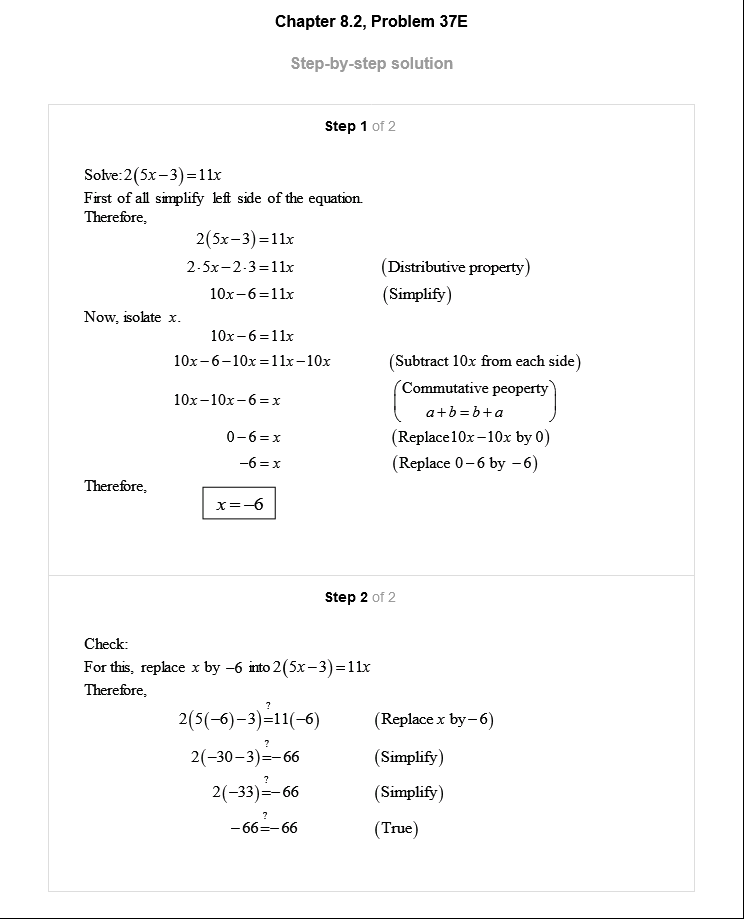 Chapter 8.2, Problem 37E
Step-by-step solution
Step 1 of 2
Solve: 2(5x−3)=11x
First of all simplify left side of the equation.
Therefore,
2(5x−3)=11x
2·5x−2·3=11x (Distributive property)
10x−6=11x (Simplify)
Now, isolate x.
10x−6=11x
10x−6−10x=11x−10x (Subtract 10x from each side)
10x−10x−6=x (Commutative peoperty
a+b=b+a)
0−6=x (Replace 10x−10x by 0)
−6=x (Replace 0−6 by −6)
Therefore,
x=−6
Step 2 of 2
Check:
For this, replace x by −6 into 2(5x−3)=11x
Therefore,
2(5(−6)−3)≟11(−6) (Replace x by −6)
2(−30−3)≟−66 (Simplify)
2(−33)≟−66 (Simplify)
−66≟−66 (True)